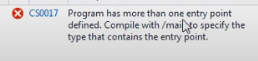 CS0017 Program has more than one entry point
defined. Compile with /main to specify the
type that contains the entry point.